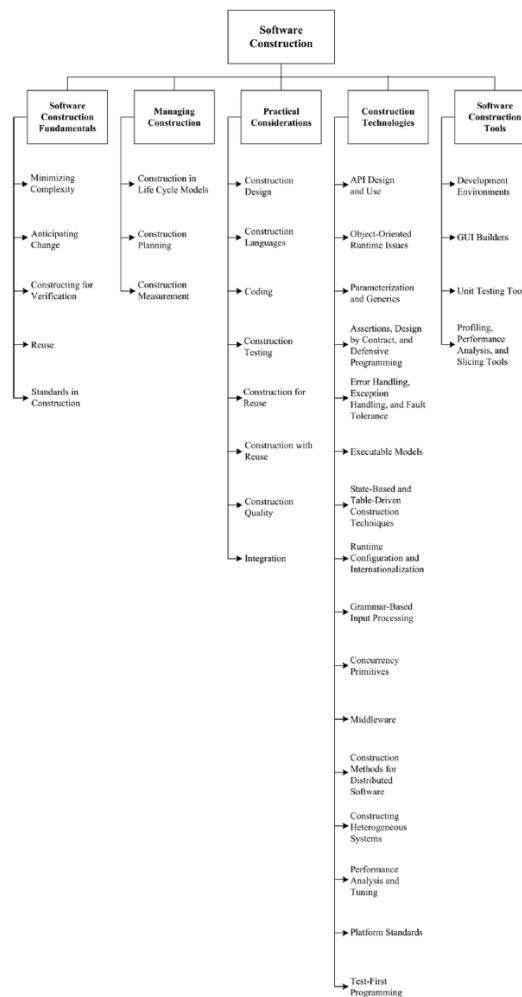 Software
Construction
Software
Construction
Fundamentals
Managing
Construction
Practical
Considerations
Construction
Technologies
Software
Construction
Tools
Minimizing
Complexity
Anticipating
Change
Constructing for
Verification
Reuse
Standards in
Construction
Construction in
Life Cycle Models
Construction
Planning
Construction
Measurement
Construction
Design
Construction
Languages
Coding
Construction
Testing
Construction for
Reuse
Construction with
Reuse
Construction
Quality
Integration
API Design
and Use
Object-Oriented
Runtime Issues
Parameterization
and Generics
Assertions, Design
by Contract, and
Defensive
Programming
Error Handling,
Exception
Handling, and Fault
Tolerance
Executable Models
State-Based and
Table-Driven
Construction
Techniques
Runtime
Configuration and
Internationalization
Grammar-Based
Input Processing
Concurrency
Primitives
Middleware
Construction
Methods for
Distributed
Software
Constructing
Heterogeneous
Systems
Performance
Analysis and
Tuning
Platform Standards
Test-First
Programming
Development
Environments
GUI Builders
Unit Testing Too
Profiling,
Performance
Analysis, and
Slicing Tools